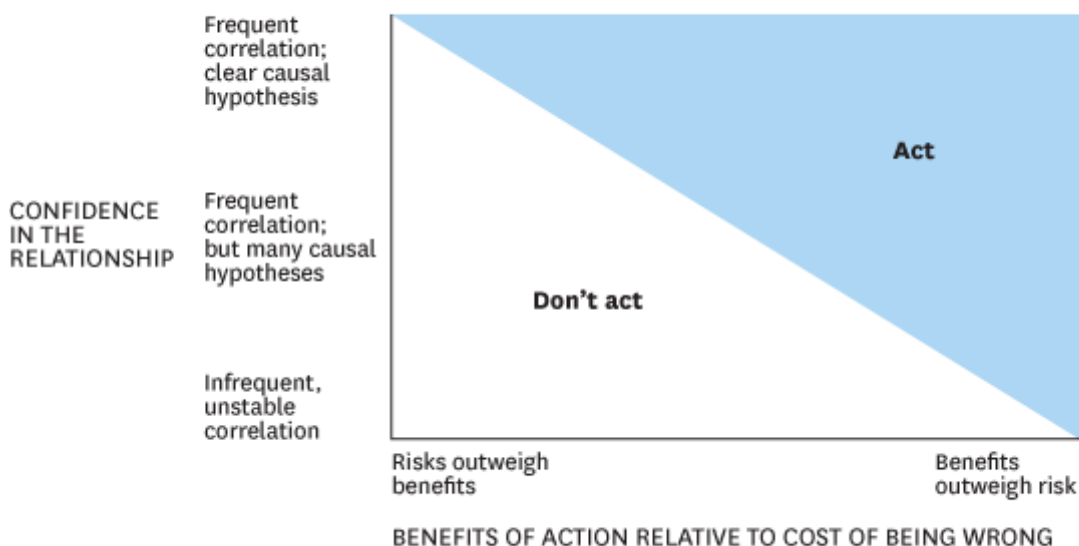 Frequent
correlation;
clear causal
hypothesis
Act
CONFIDENCE
IN THE
RELATIONSHIP
Frequent
correlation;
but many causal
hypotheses
Don't act
Infrequent,
unstable
correlation
Risks outweigh
benefits
Benefits
outweigh risk
BENEFITS OF ACTION RELATIVE TO COST OF BEING WRONG